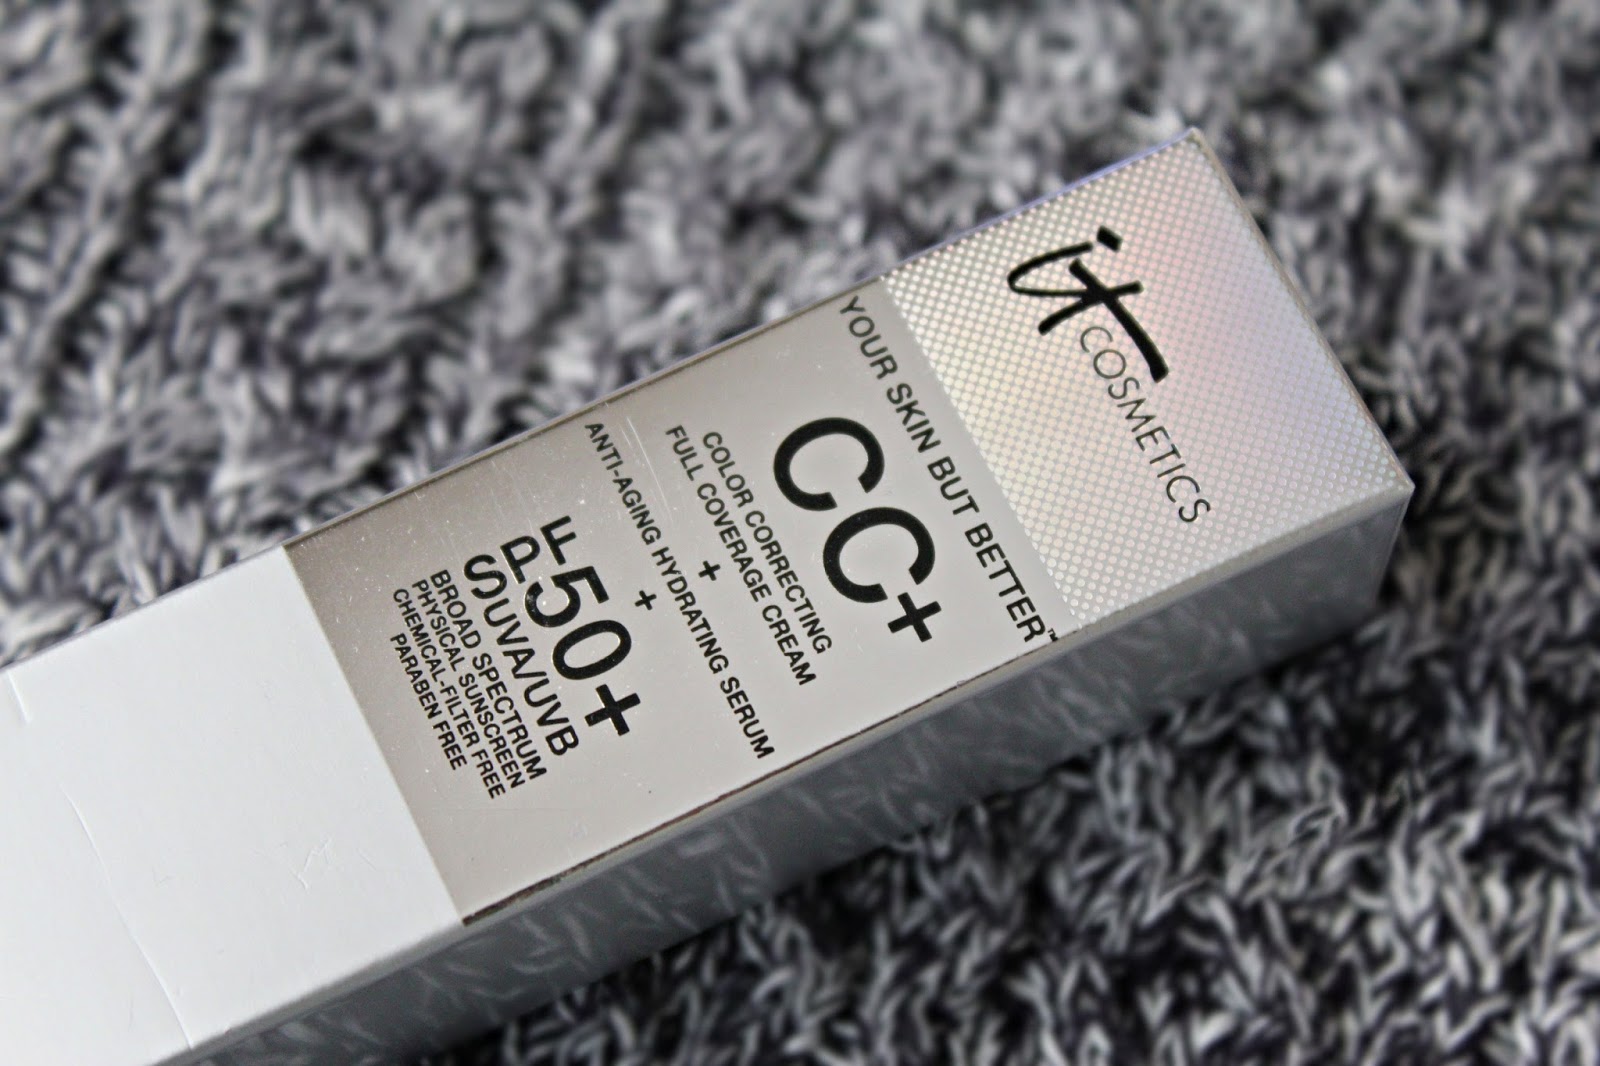 it COSMETICS
YOUR SKIN BUT BETTER™
CC+
COLOR CORRECTING
FULL COVERAGE CREAM
+
ANTI-AGING HYDRATING SERUM
+
SPF 50+
UVA/UVB
BROAD SPECTRUM
PHYSICAL SUNSCREEN
CHEMICAL-FILTER FREE
PARABEN FREE